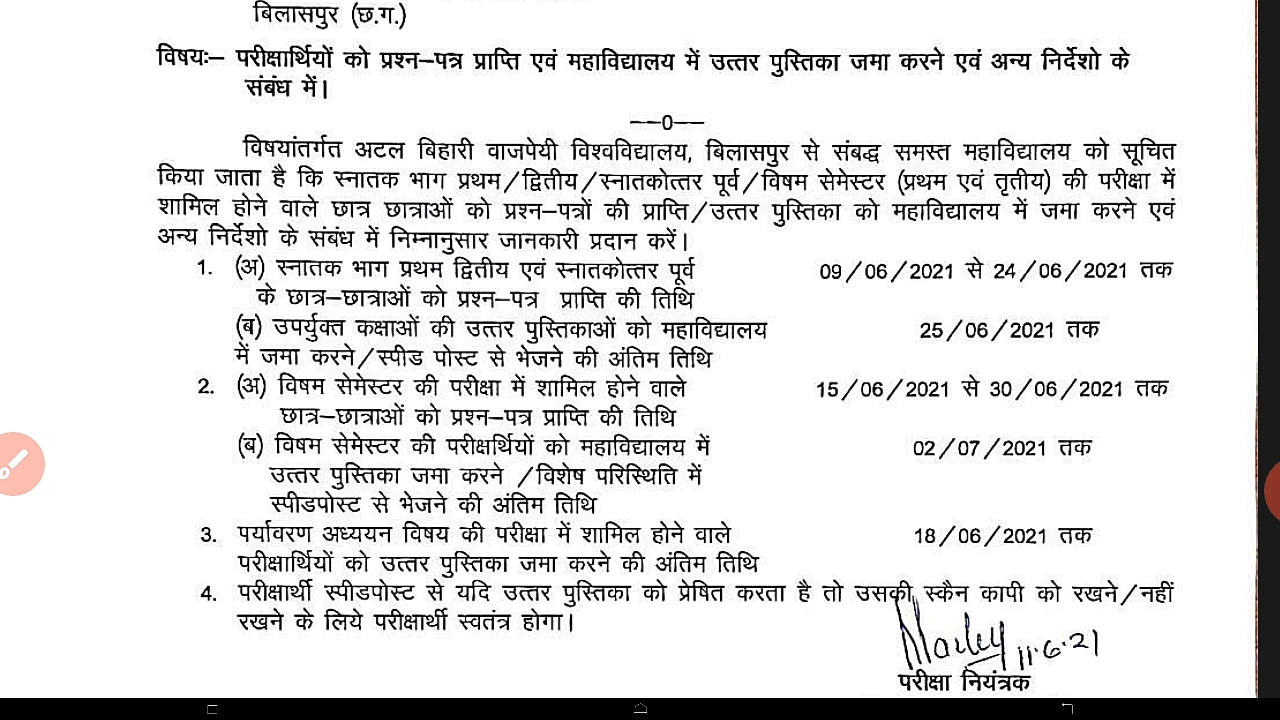 बिलासपुर (छ.ग.)
विषयः– परीक्षार्थियों को प्रश्न–पत्र प्राप्ति एवं महाविद्यालय में उत्तर पुस्तिका जमा करने एवं अन्य निर्देशो के
संबंध में।
—0—
विषयांतर्गत अटल बिहारी वाजपेयी विश्वविद्यालय, बिलासपुर से संबद्ध समस्त महाविद्यालय को सूचित
किया जाता है कि स्नातक भाग प्रथम/द्वितीय/स्नातकोत्तर पूर्व/विषम सेमेस्टर (प्रथम एवं तृतीय) की परीक्षा में
शामिल होने वाले छात्र छात्राओं को प्रश्न–पत्रों की प्राप्ति/उत्तर पुस्तिका को महाविद्यालय में जमा करने एवं
अन्य निर्देशो के संबंध में निम्नानुसार जानकारी प्रदान करें।
1. (अ) स्नातक भाग प्रथम द्वितीय एवं स्नातकोत्तर पूर्व 09/06/2021 से 24/06/2021 तक
के छात्र–छात्राओं को प्रश्न–पत्र प्राप्ति की तिथि
(ब) उपर्युक्त कक्षाओं की उत्तर पुस्तिकाओं को महाविद्यालय 25/06/2021 तक
में जमा करने/स्पीड पोस्ट से भेजने की अंतिम तिथि
2. (अ) विषम सेमेस्टर की परीक्षा में शामिल होने वाले 15/06/2021 से 30/06/2021 तक
छात्र–छात्राओं को प्रश्न–पत्र प्राप्ति की तिथि
(ब) विषम सेमेस्टर की परीक्षर्थियों को महाविद्यालय में 02/07/2021 तक
उत्तर पुस्तिका जमा करने /विशेष परिस्थिति में
स्पीडपोस्ट से भेजने की अंतिम तिथि
3. पर्यावरण अध्ययन विषय की परीक्षा में शामिल होने वाले 18/06/2021 तक
परीक्षार्थियों को उत्तर पुस्तिका जमा करने की अंतिम तिथि
4. परीक्षार्थी स्पीडपोस्ट से यदि उत्तर पुस्तिका को प्रेषित करता है तो उसकी स्कैन कापी को रखने/नहीं
रखने के लिये परीक्षार्थी स्वतंत्र होगा।
11.6.21
परीक्षा नियंत्रक